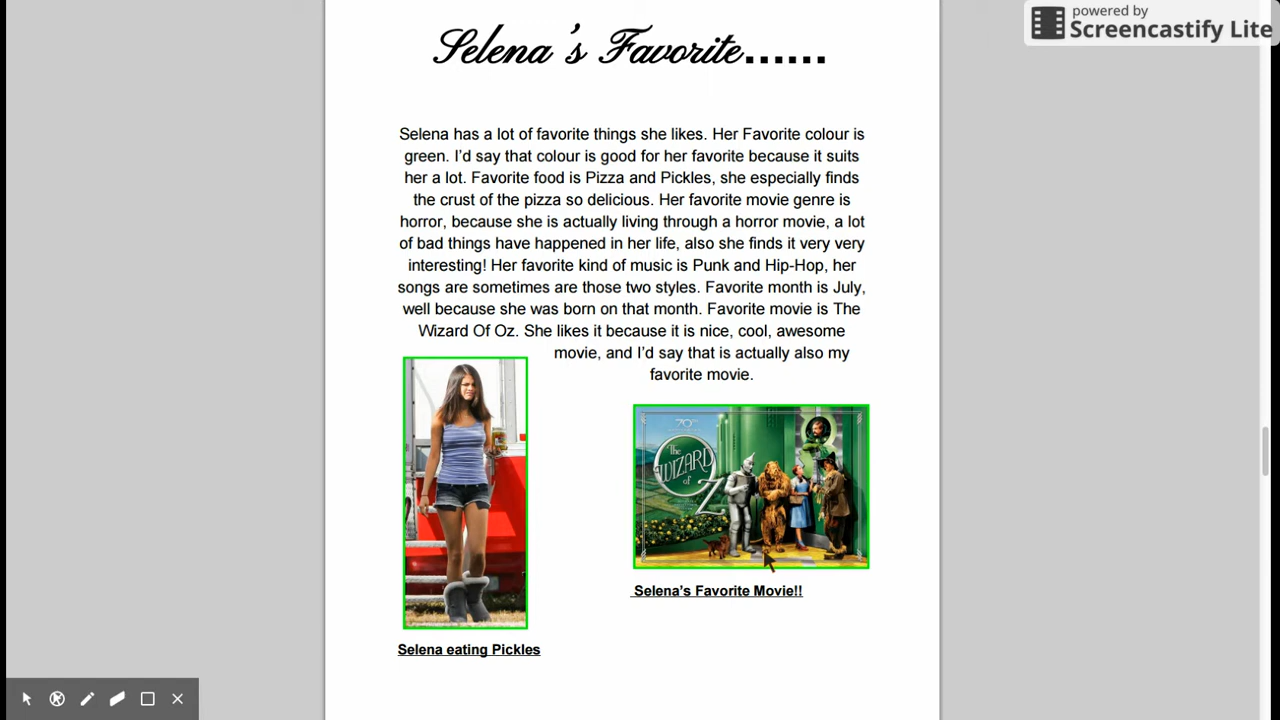 powered by
Screencastify Lite
Selena's Favorite......
Selena has a lot of favorite things she likes. Her Favorite colour is
green. I'd say that colour is good for her favorite because it suits
her a lot. Favorite food is Pizza and Pickles, she especially finds
the crust of the pizza so delicious. Her favorite movie genre is
horror, because she is actually living through a horror movie, a lot
of bad things have happened in her life, also she finds it very very
interesting! Her favorite kind of music is Punk and Hip-Hop, her
songs are sometimes are those two styles. Favorite month is July,
well because she was born on that month. Favorite movie is The
Wizard Of Oz. She likes it because it is nice, cool, awesome
movie, and I'd say that is actually also my
favorite movie.
70
The
WIZARD
of
OZ
Selena's Favorite Movie!!
Selena eating Pickles